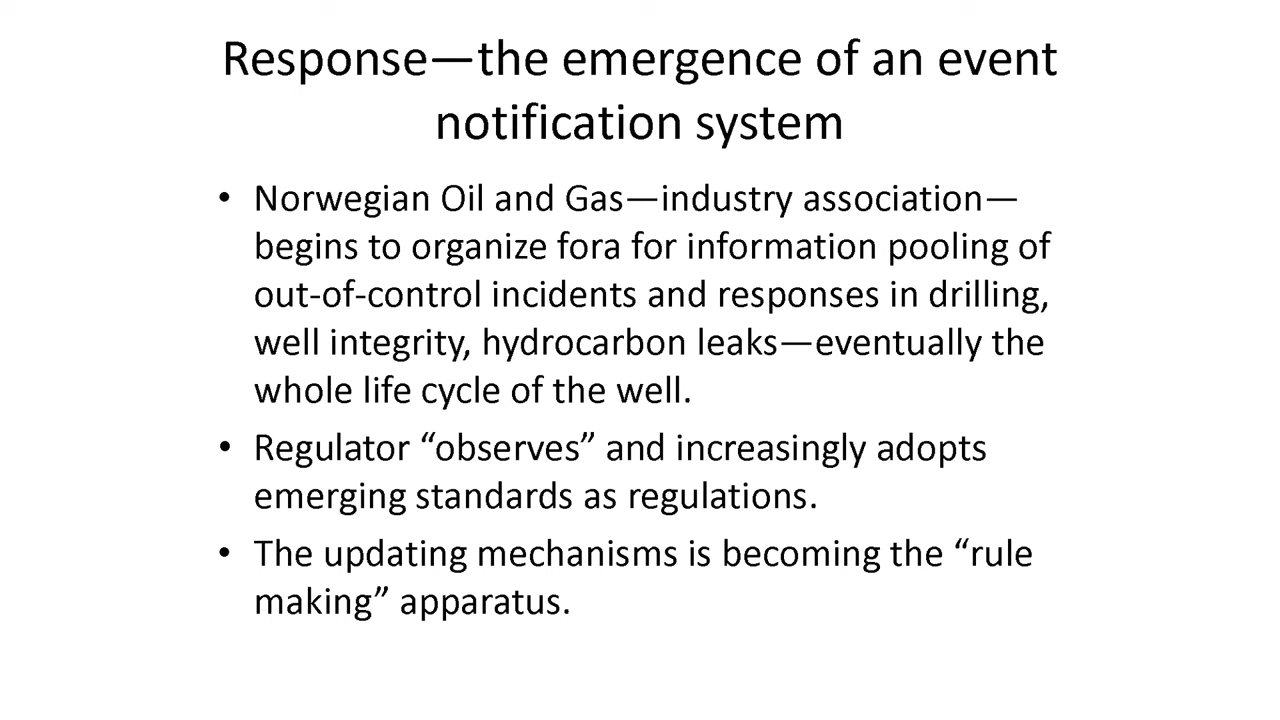 Response—the emergence of an event
notification system
• Norwegian Oil and Gas—industry association—
begins to organize fora for information pooling of
out-of-control incidents and responses in drilling,
well integrity, hydrocarbon leaks—eventually the
whole life cycle of the well.
• Regulator “observes” and increasingly adopts
emerging standards as regulations.
• The updating mechanisms is becoming the “rule
making” apparatus.